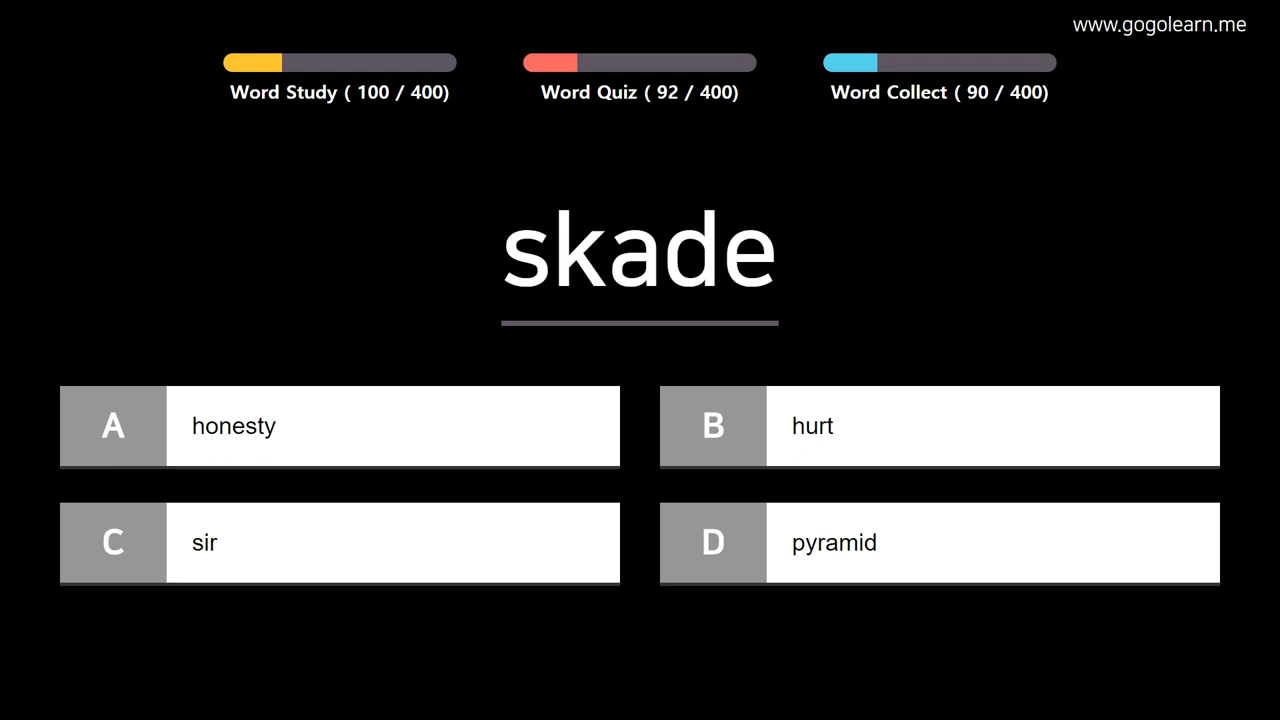 www.gogolearn.me
Word Study ( 100 / 400)
Word Quiz ( 92 / 400)
Word Collect ( 90 / 400)
skade
A honesty
B hurt
C sir
D pyramid